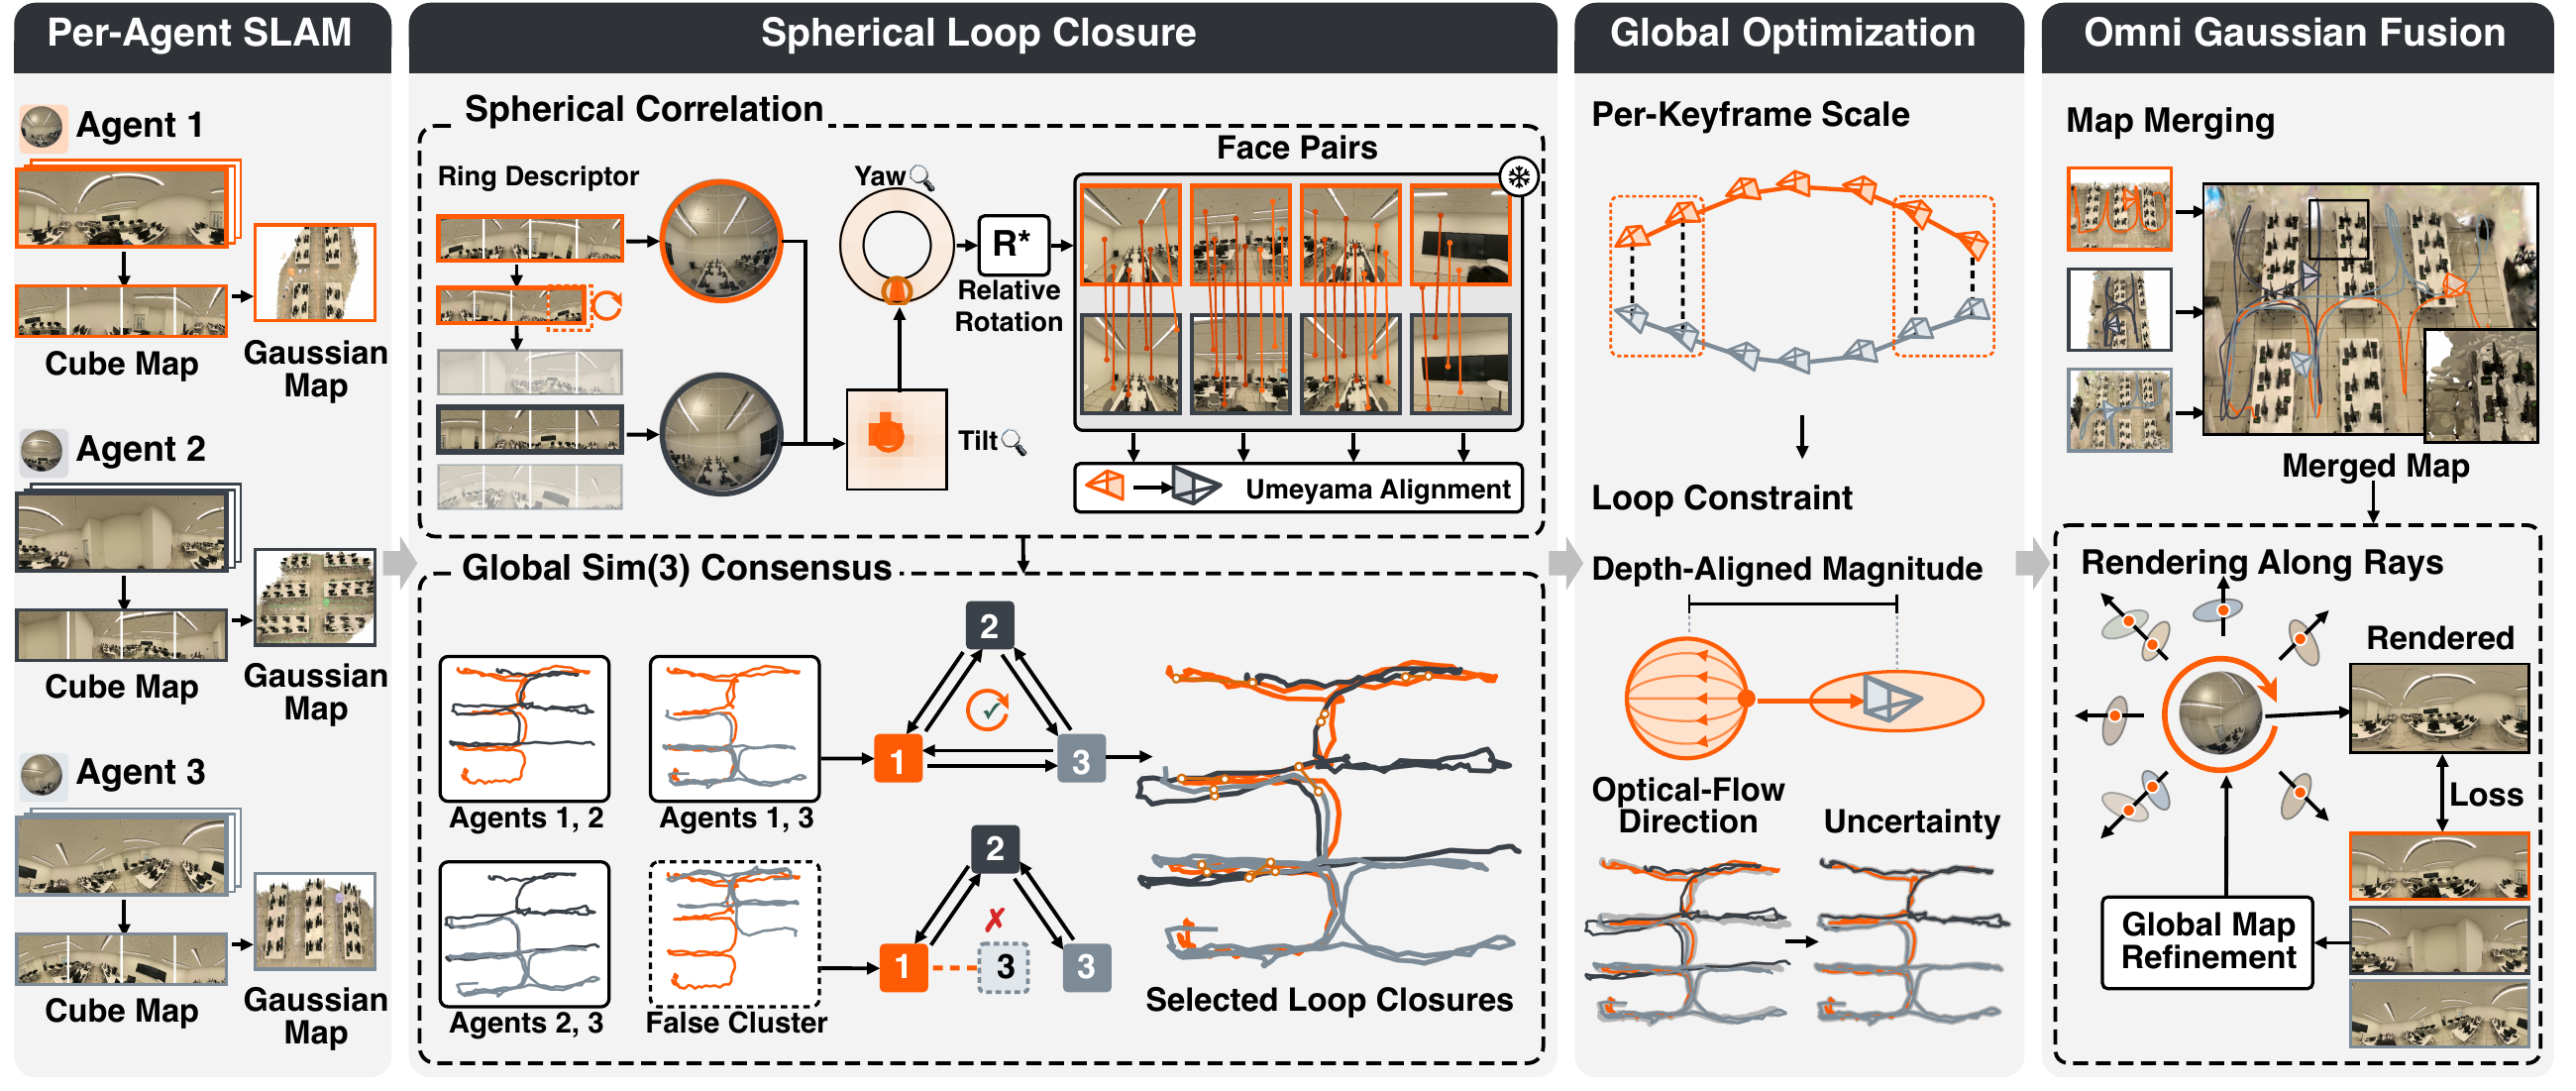 Per-Agent SLAM
Agent 1
Cube Map
Gaussian
Map
Agent 2
Cube Map
Gaussian
Map
Agent 3
Cube Map
Gaussian
Map
Spherical Loop Closure
Spherical Correlation
Ring Descriptor
Yaw
Tilt
R*
Relative
Rotation
Face Pairs
Umeyama Alignment
Global Sim(3) Consensus
Agents 1, 2
Agents 1, 3
Agents 2, 3
False Cluster
2
1
3
✓
2
✗
1
3
3
Selected Loop Closures
Global Optimization
Per-Keyframe Scale
Loop Constraint
Depth-Aligned Magnitude
Optical-Flow
Direction
Uncertainty
Omni Gaussian Fusion
Map Merging
Merged Map
Rendering Along Rays
Rendered
Loss
Global Map
Refinement